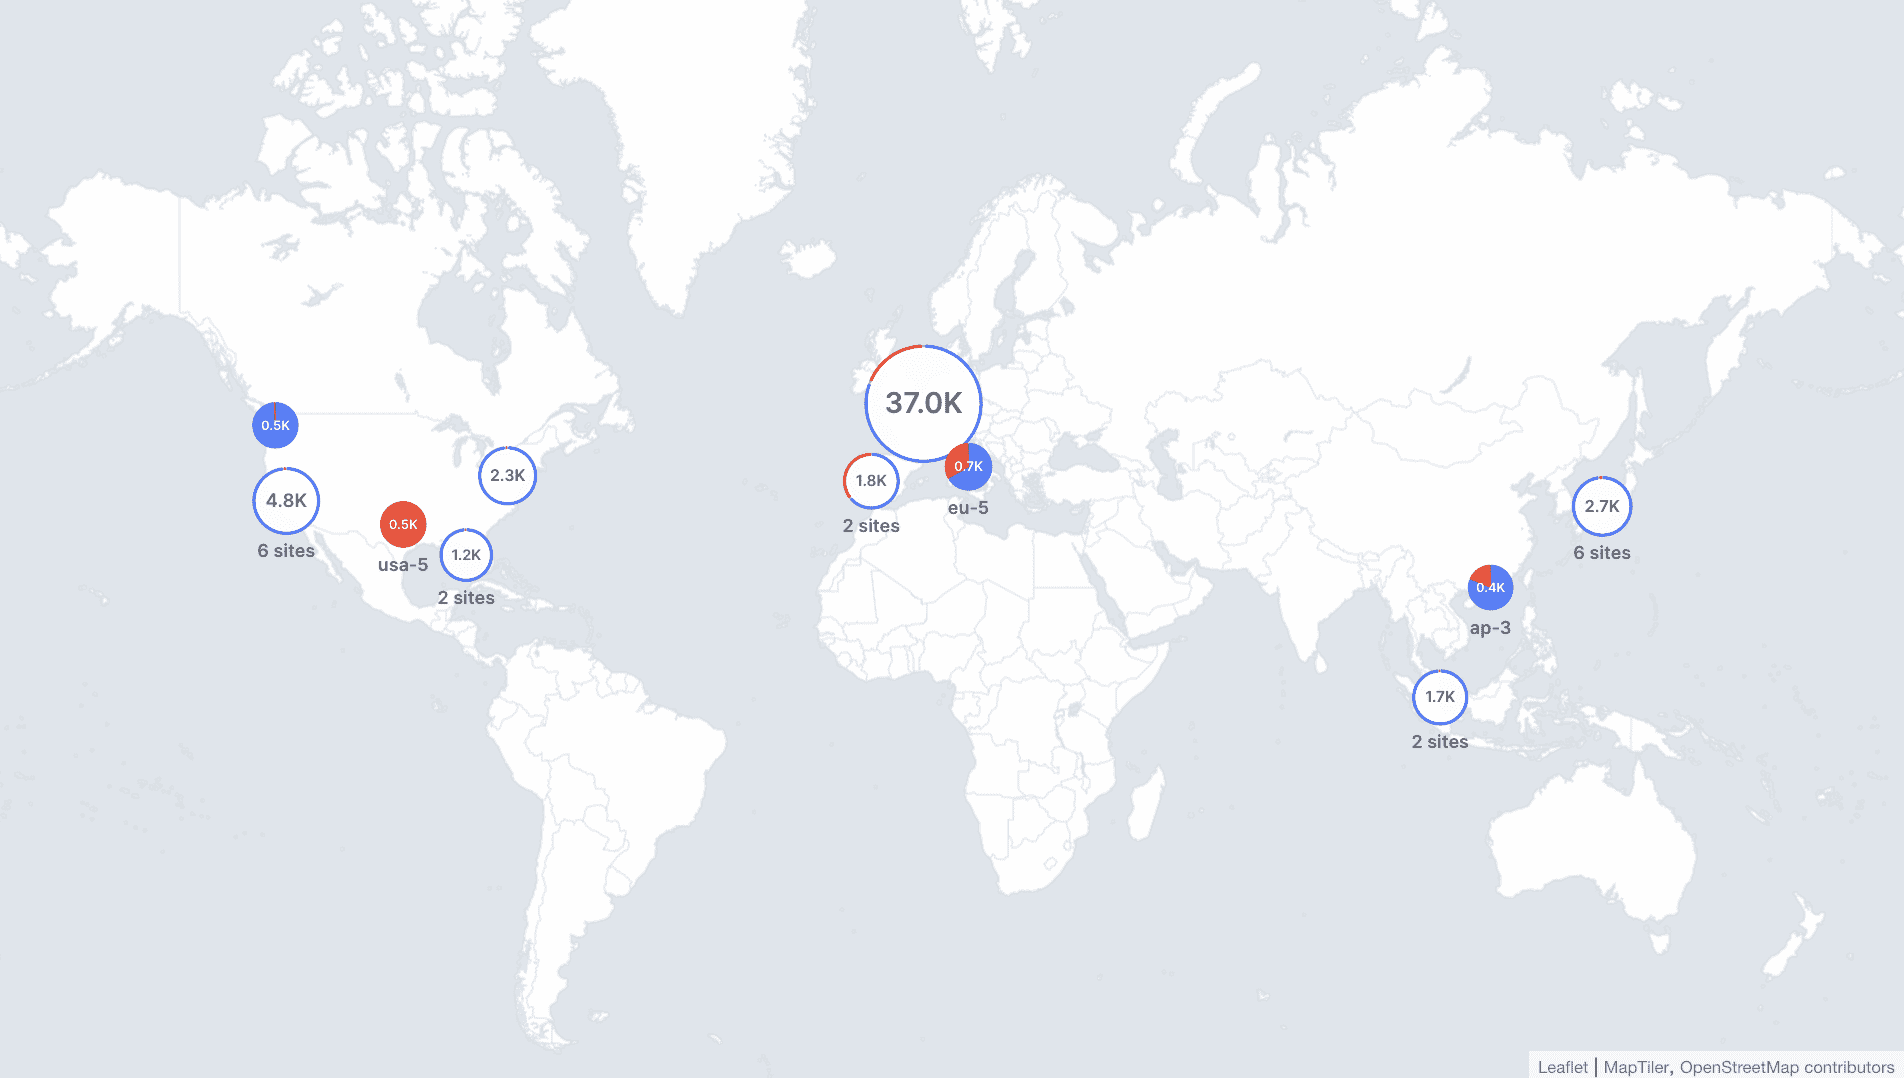 37.0K
0.5K
2.3K
4.8K
6 sites
0.5K
usa-5
1.2K
2 sites
1.8K
2 sites
0.7K
eu-5
2.7K
6 sites
0.4K
ap-3
1.7K
2 sites
Leaflet | MapTiler, OpenStreetMap contributors